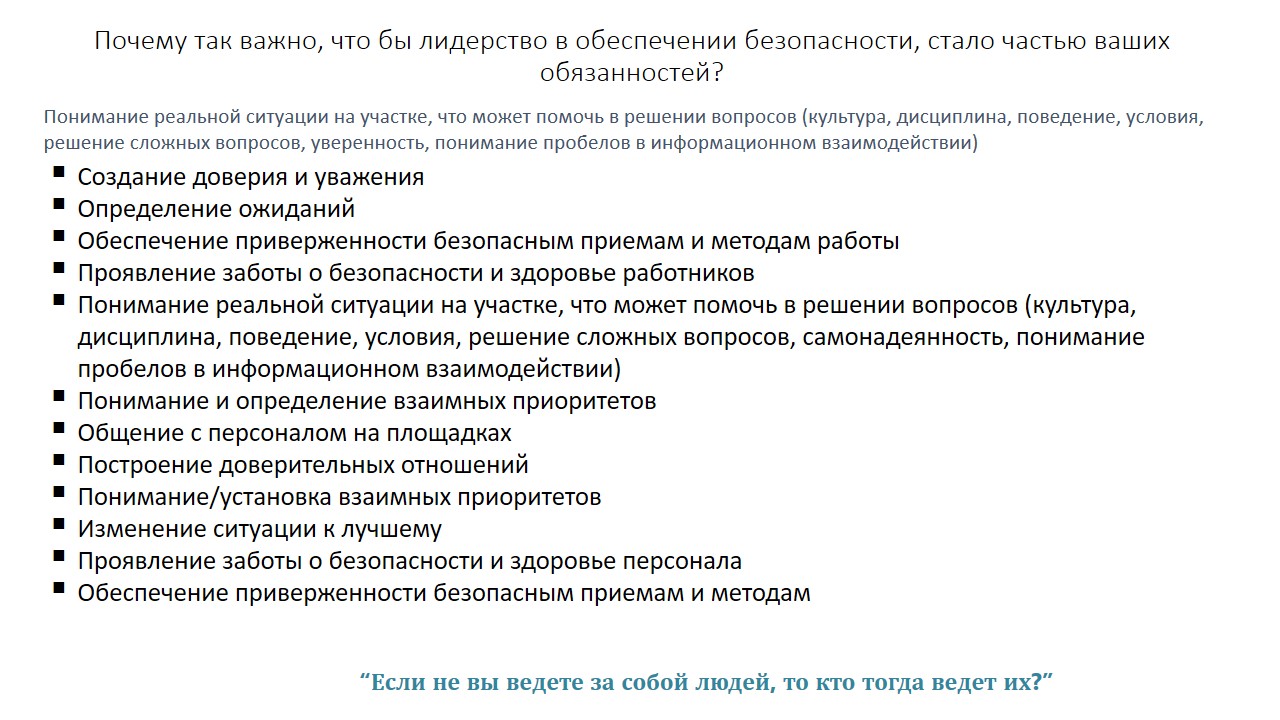 Почему так важно, что бы лидерство в обеспечении безопасности, стало частью ваших
обязанностей?
Понимание реальной ситуации на участке, что может помочь в решении вопросов (культура, дисциплина, поведение, условия,
решение сложных вопросов, уверенность, понимание пробелов в информационном взаимодействии)
▪ Создание доверия и уважения
▪ Определение ожиданий
▪ Обеспечение приверженности безопасным приемам и методам работы
▪ Проявление заботы о безопасности и здоровье работников
▪ Понимание реальной ситуации на участке, что может помочь в решении вопросов (культура,
дисциплина, поведение, условия, решение сложных вопросов, самонадеянность, понимание
пробелов в информационном взаимодействии)
▪ Понимание и определение взаимных приоритетов
▪ Общение с персоналом на площадках
▪ Построение доверительных отношений
▪ Понимание/установка взаимных приоритетов
▪ Изменение ситуации к лучшему
▪ Проявление заботы о безопасности и здоровье персонала
▪ Обеспечение приверженности безопасным приемам и методам
“Если не вы ведете за собой людей, то кто тогда ведет их?”